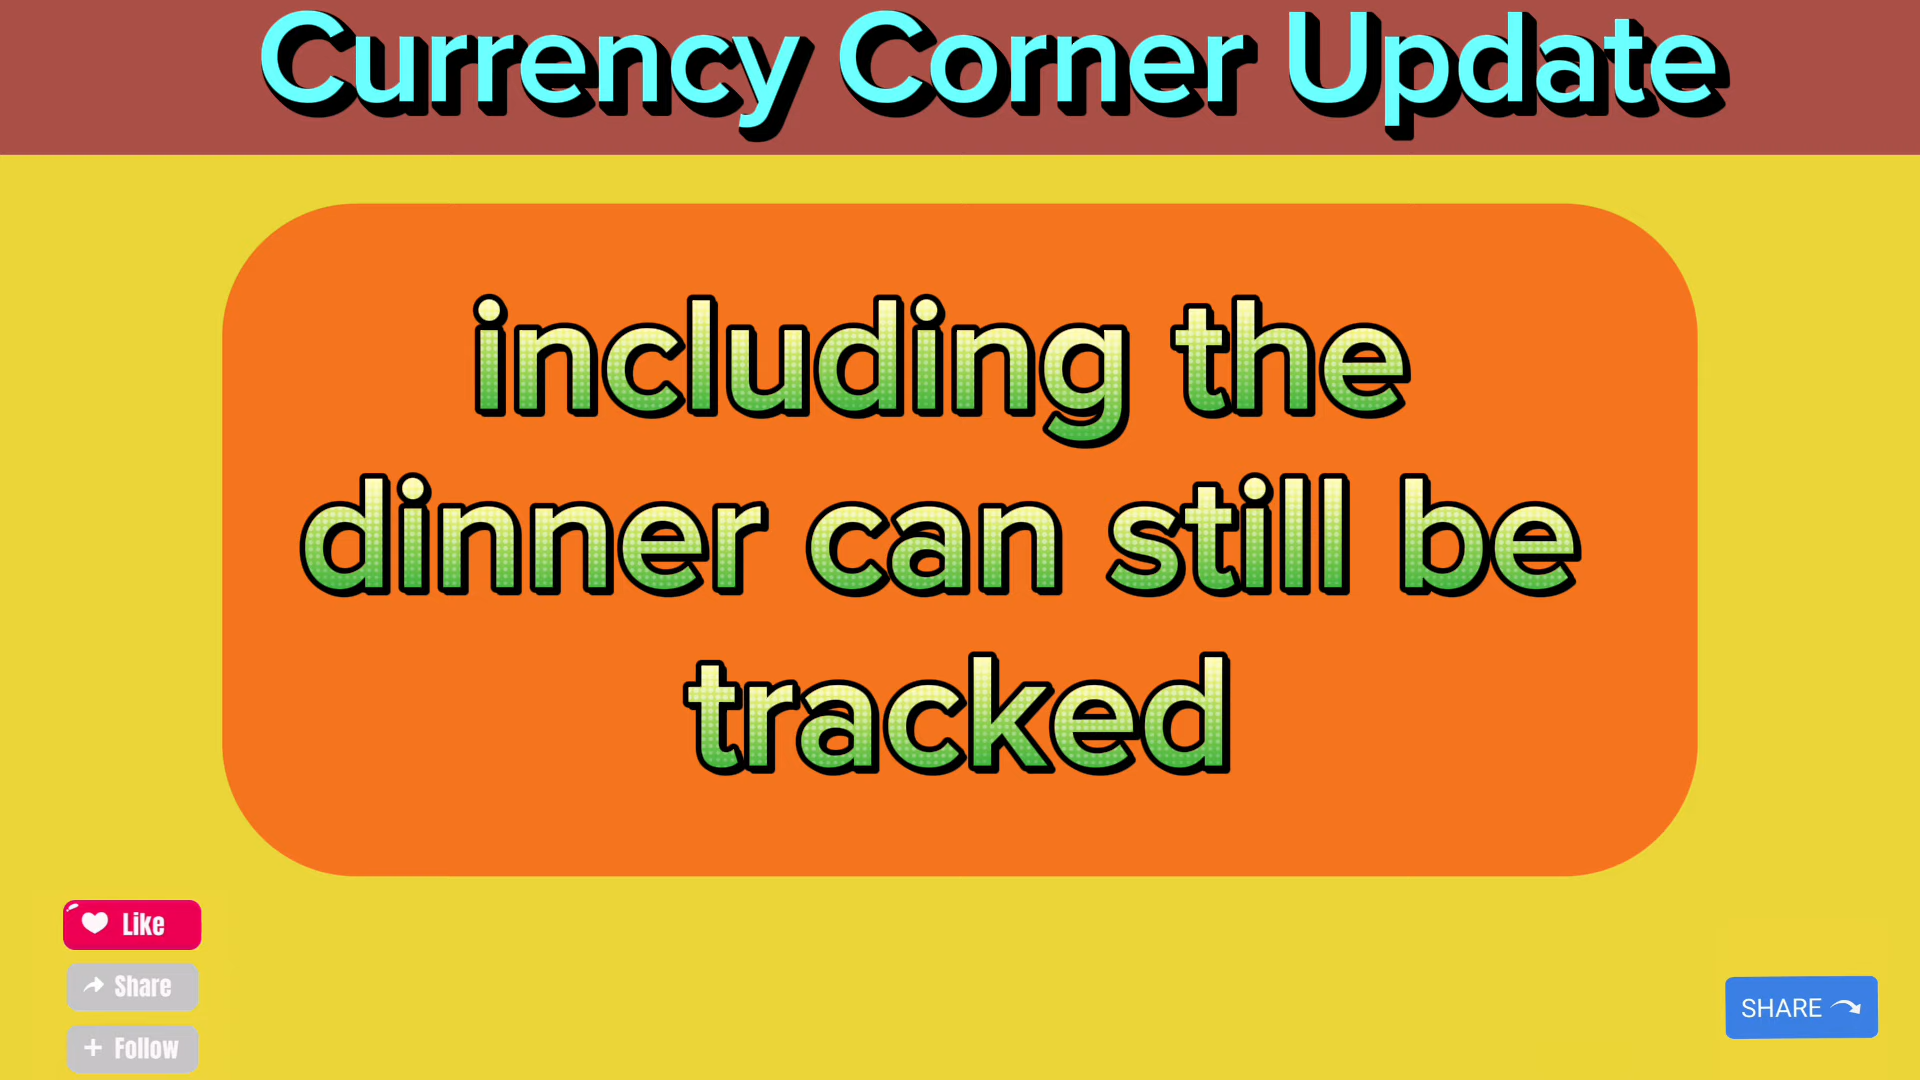 Currency Corner Update
including the
dinner can still be
tracked
Like
Share
Follow
SHARE